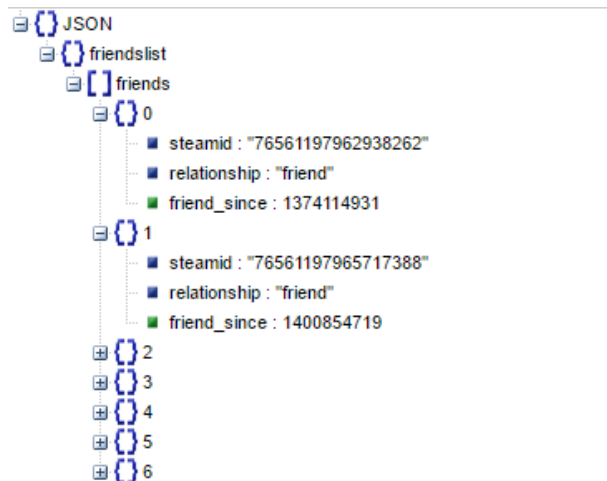 JSON
friendslist
friends
0
steamid : "76561197962938262"
relationship : "friend"
friend_since : 1374114931
1
steamid : "76561197965717388"
relationship : "friend"
friend_since : 1400854719
2
3
4
5
6